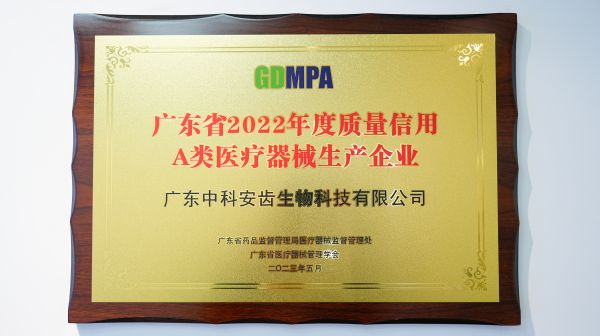 GDMPA
广东省2022年度质量信用
A类医疗器械生产企业
广东中科安齿生物科技有限公司
广东省药品监督管理局医疗器械监督管理处
广东省医疗器械管理学会
二〇二三年五月